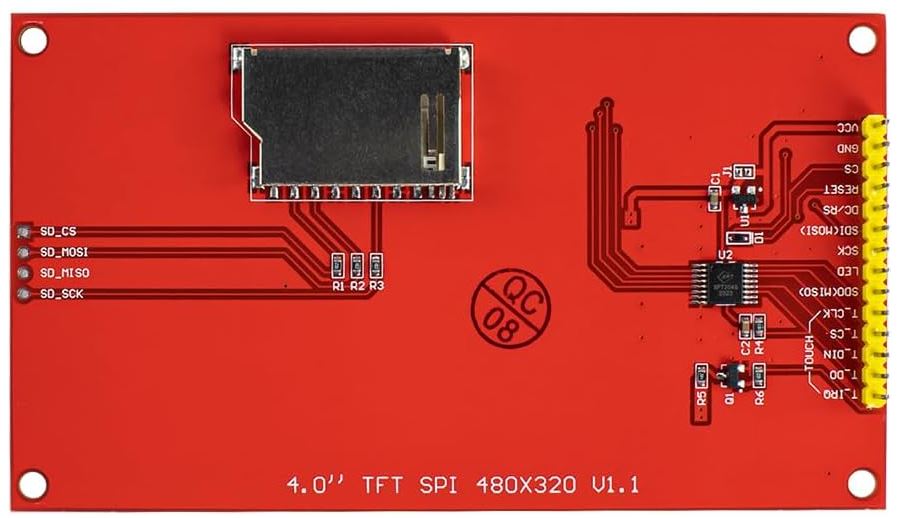 VCC
GND
CS
RESET
DC/RS
SDI(MOSI)
SCK
LED
SDO(MISO)
T_CLK
T_CS
T_DIN
T_DO
T_IRQ
TOUCH
J1
C1
U1
D1
U2
C2
R4
R5
Q1
R6
SD_CS
SD_MOSI
SD_MISO
SD_SCK
R1 R2 R3
QC
08
4.0'' TFT SPI 480X320 V1.1